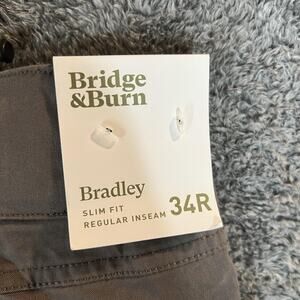 Bridge
&Burn
Bradley
SLIM FIT
REGULAR INSEAM 34R